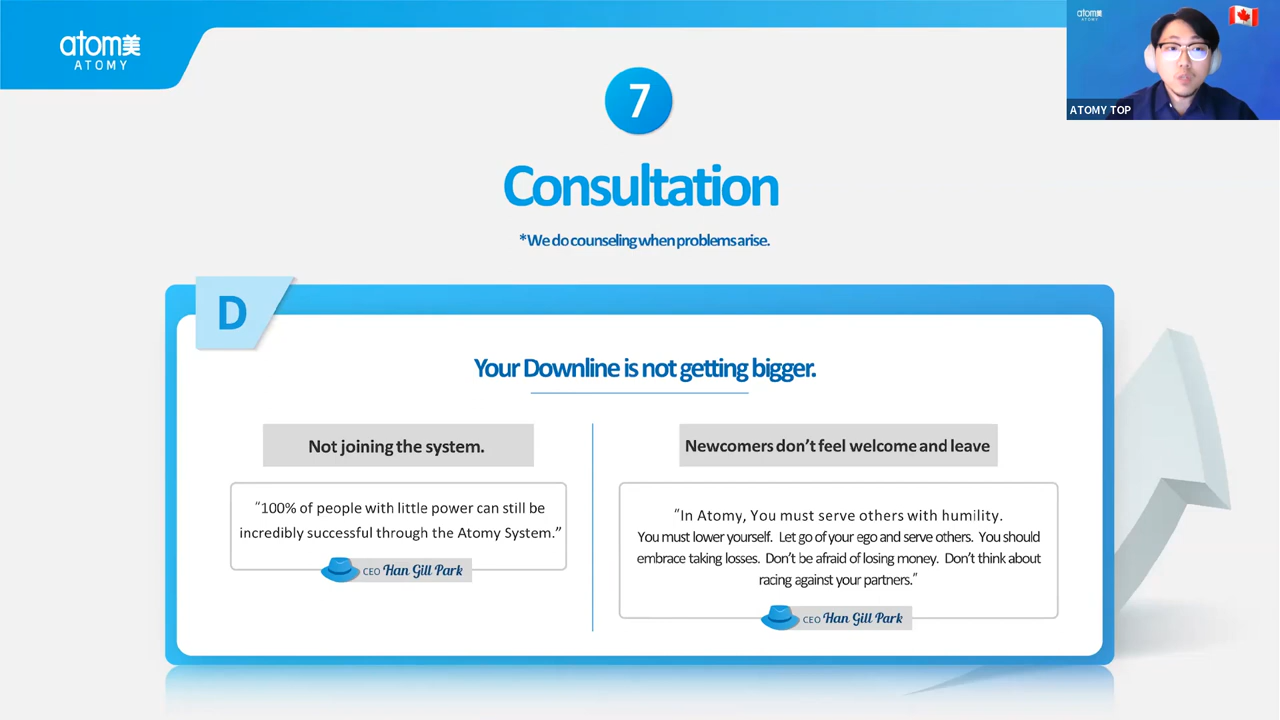 atom美
ATOMY
atom美
ATOMY
ATOMY TOP
7
Consultation
*We do counseling when problems arise.
D
Your Downline is not getting bigger.
Not joining the system.
"100% of people with little power can still be
incredibly successful through the Atomy System."
CEO Han Gill Park
Newcomers don't feel welcome and leave
"In Atomy, You must serve others with humility.
You must lower yourself. Let go of your ego and serve others. You should
embrace taking losses. Don't be afraid of losing money. Don't think about
racing against your partners."
CEO Han Gill Park